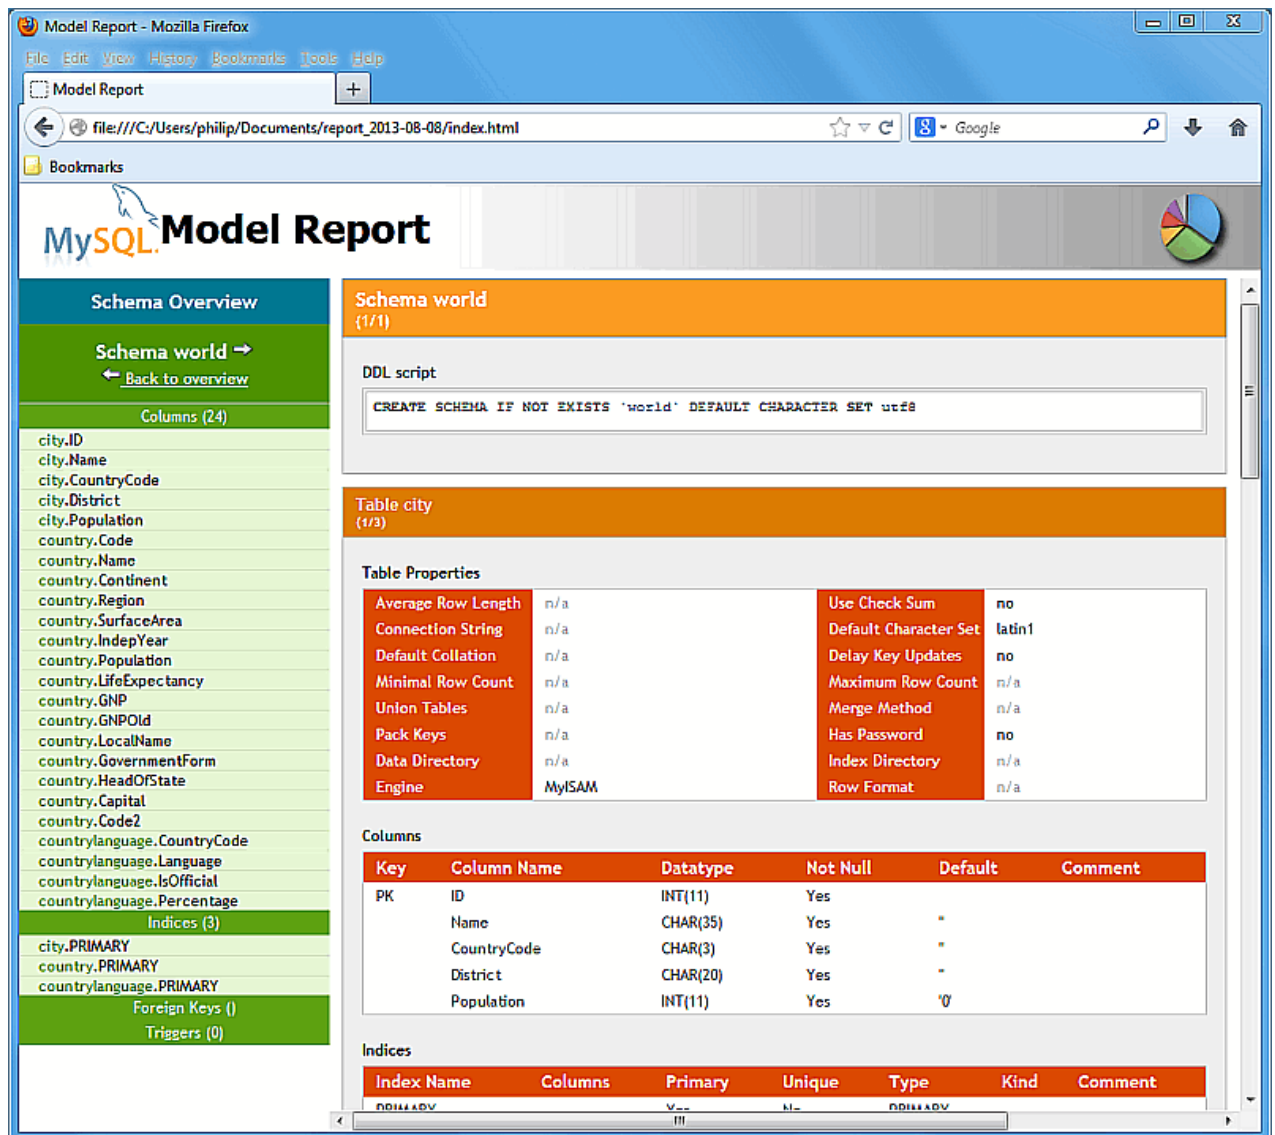 Model Report - Mozilla Firefox
File Edit View History Bookmarks Tools Help
Model Report
file:///C:/Users/philip/Documents/report_2013-08-08/index.html
Google
Bookmarks
MySQL. Model Report
Schema Overview
Schema world
Back to overview
Columns (24)
city.ID
city.Name
city.CountryCode
city.District
city.Population
country.Code
country.Name
country.Continent
country.Region
country.SurfaceArea
country.IndepYear
country.Population
country.LifeExpectancy
country.GNP
country.GNPOld
country.LocalName
country.GovernmentForm
country.HeadOfState
country.Capital
country.Code2
countrylanguage.CountryCode
countrylanguage.Language
countrylanguage.IsOfficial
countrylanguage.Percentage
Indices (3)
city.PRIMARY
country.PRIMARY
countrylanguage.PRIMARY
Foreign Keys ()
Triggers (0)
Schema world
(1/1)
DDL script
CREATE SCHEMA IF NOT EXISTS `world` DEFAULT CHARACTER SET utf8
Table city
(1/3)
Table Properties
Average Row Length n/a Use Check Sum no
Connection String n/a Default Character Set latin1
Default Collation n/a Delay Key Updates no
Minimal Row Count n/a Maximum Row Count n/a
Union Tables n/a Merge Method n/a
Pack Keys n/a Has Password no
Data Directory n/a Index Directory n/a
Engine MyISAM Row Format n/a
Columns
Key Column Name Datatype Not Null Default Comment
PK ID INT(11) Yes
Name CHAR(35) Yes ''
CountryCode CHAR(3) Yes ''
District CHAR(20) Yes ''
Population INT(11) Yes '0'
Indices
Index Name Columns Primary Unique Type Kind Comment
PRIMARY Yes No PRIMARY